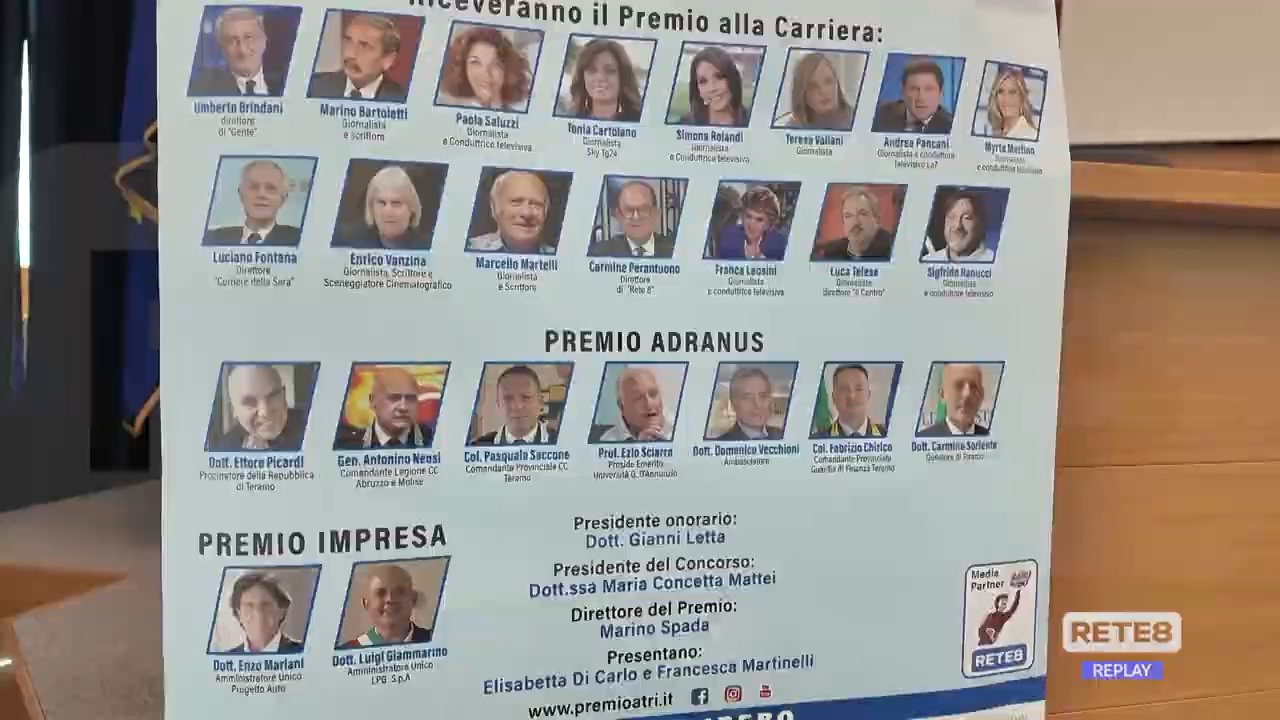 riceveranno il Premio alla Carriera:
Umberto Brindani
direttore
di "Gente"
Marino Bartoletti
Giornalista
e scrittore
Paola Saluzzi
Giornalista
e Conduttrice televisiva
Tonia Cartolano
Giornalista
Sky Tg24
Simona Rolandi
Giornalista
e Conduttrice televisiva
Teresa Valiani
Giornalista
Andrea Pancani
Giornalista e conduttore
televisivo La7
Myrta Merlino
Giornalista
e conduttrice televisiva
Luciano Fontana
Direttore
"Corriere della Sera"
Enrico Vanzina
Giornalista, Scrittore e
Sceneggiatore Cinematografico
Marcello Martelli
Giornalista
e Scrittore
Carmine Perantuono
Direttore
di "Rete 8"
Franca Leosini
Giornalista
e conduttrice televisiva
Luca Telese
Giornalista
Direttore "il Centro"
Sigfrido Ranucci
Giornalista
e conduttore televisivo
PREMIO ADRANUS
Dott. Ettore Picardi
Procuratore della Repubblica
di Teramo
Gen. Antonino Neosi
Comandante Legione CC
Abruzzo e Molise
Col. Pasquale Saccone
Comandante Provinciale CC
Teramo
Prof. Ezio Sciarra
Preside Emerito
Università G. D'Annunzio
Dott. Domenico Vecchioni
Ambasciatore
Col. Fabrizio Chirico
Comandante Provinciale
Guardia di Finanza Teramo
Dott. Carmine Soriente
Questore di
PREMIO IMPRESA
Dott. Enzo Mariani
Amministratore Unico
Progetto Auto
Dott. Luigi Giammarino
Amministratore Unico
LPG S.p.A
Presidente onorario:
Dott. Gianni Letta
Presidente del Concorso:
Dott.ssa Maria Concetta Mattei
Direttore del Premio:
Marino Spada
Presentano:
Elisabetta Di Carlo e Francesca Martinelli
www.premioatri.it
Media
Partner
RETE8
RETE8
REPLAY